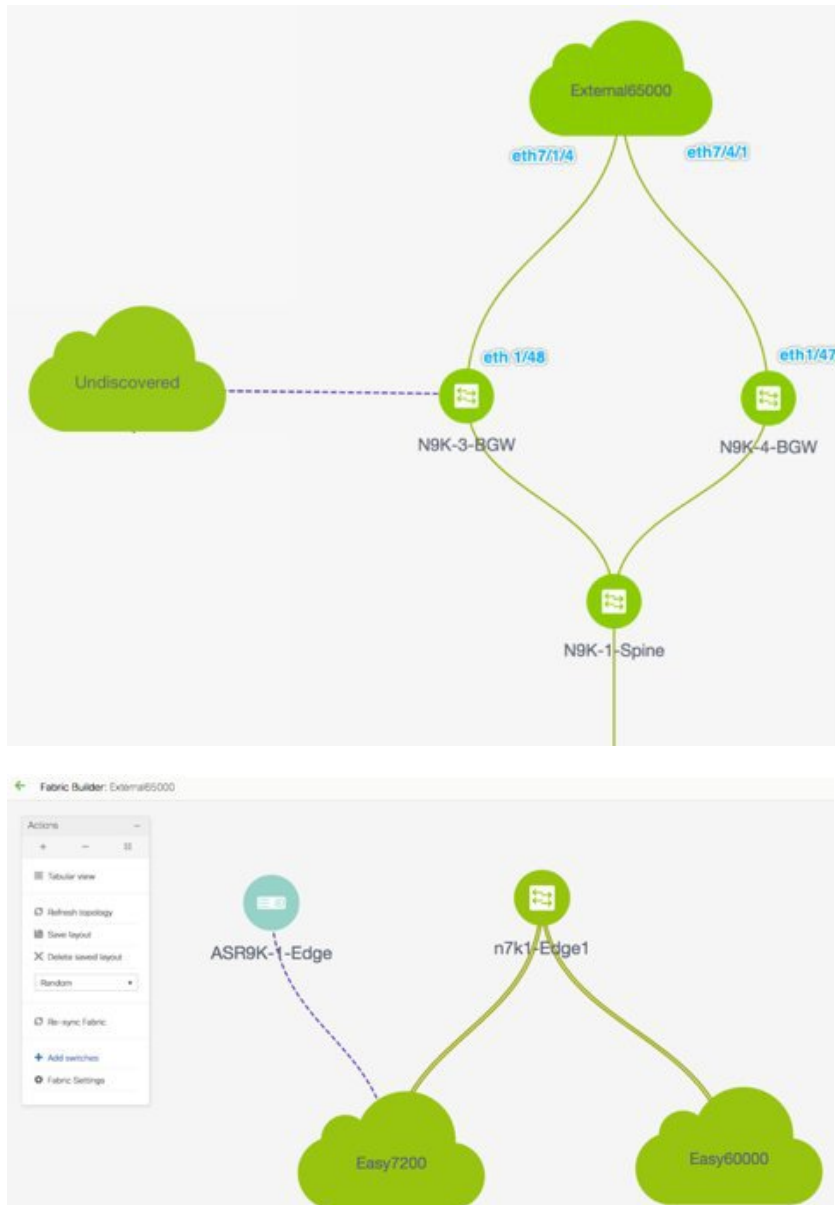 External65000
eth7/1/4
eth7/4/1
Undiscovered
eth 1/48
eth1/47
N9K-3-BGW
N9K-4-BGW
N9K-1-Spine
Fabric Builder: External65000
Actions
Tabular view
Refresh topology
Save layout
Delete saved layout
Random
Re-sync Fabric
Add switches
Fabric Settings
ASR9K-1-Edge
n7k1-Edge1
Easy7200
Easy60000